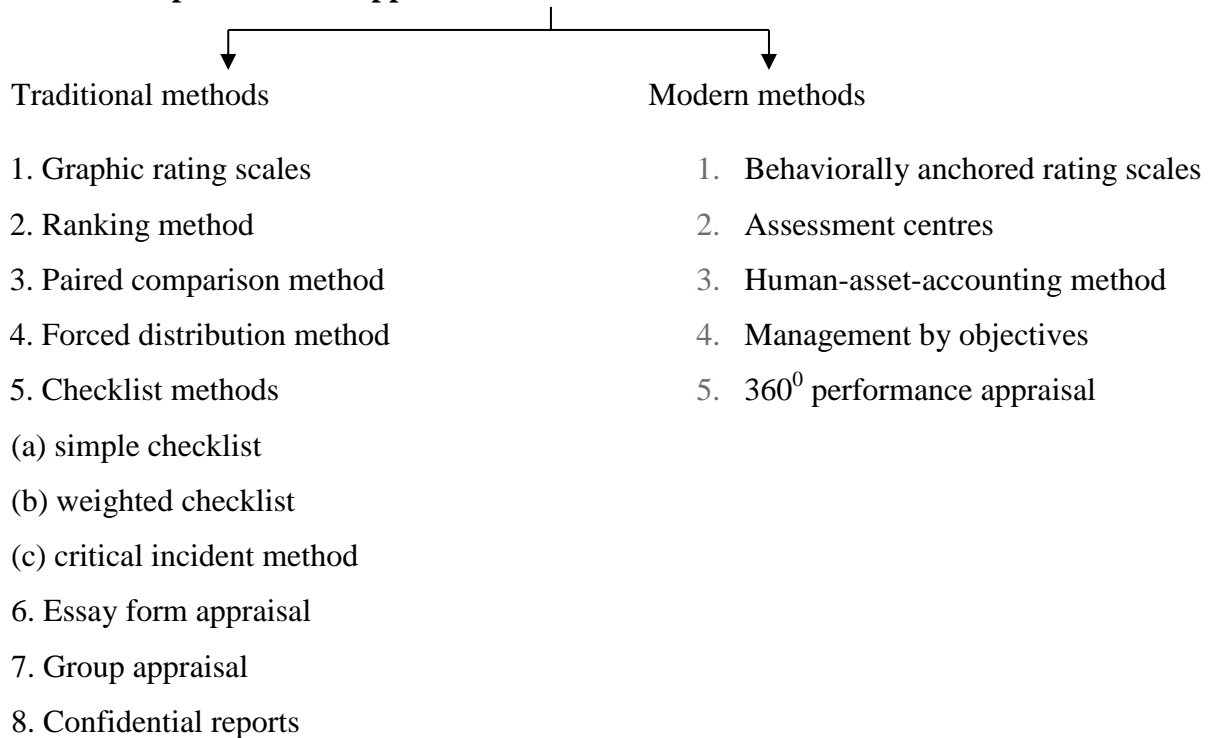 Traditional methods
1. Graphic rating scales
2. Ranking method
3. Paired comparison method
4. Forced distribution method
5. Checklist methods
(a) simple checklist
(b) weighted checklist
(c) critical incident method
6. Essay form appraisal
7. Group appraisal
8. Confidential reports
Modern methods
1. Behaviorally anchored rating scales
2. Assessment centres
3. Human-asset-accounting method
4. Management by objectives
5. 360⁰ performance appraisal